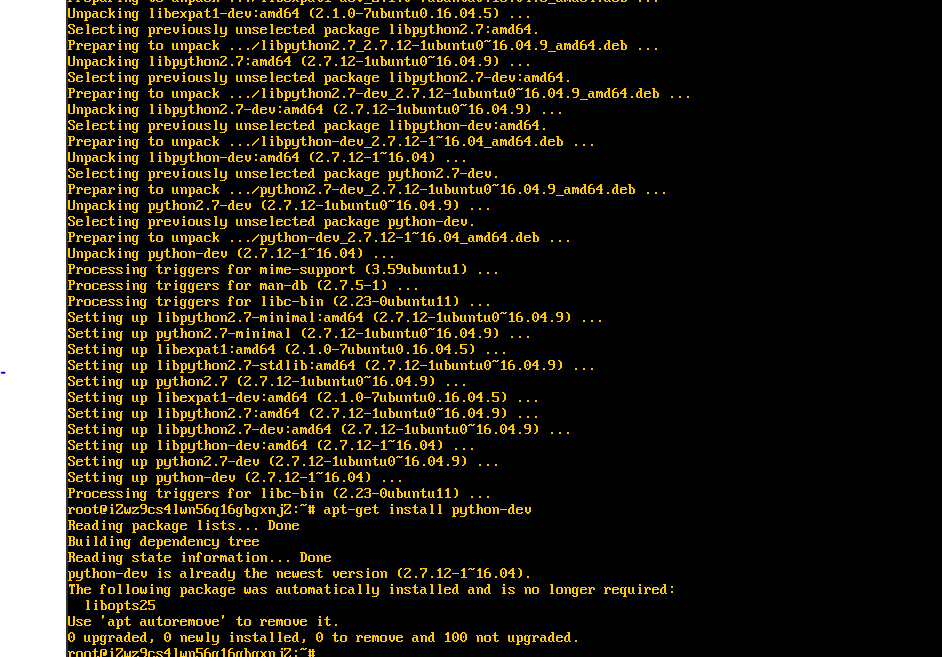 Preparing to unpack .../libexpat1-dev_2.1.0-7ubuntu0.16.04.5_amd64.deb ...
Unpacking libexpat1-dev:amd64 (2.1.0-7ubuntu0.16.04.5) ...
Selecting previously unselected package libpython2.7:amd64.
Preparing to unpack .../libpython2.7_2.7.12-1ubuntu0~16.04.9_amd64.deb ...
Unpacking libpython2.7:amd64 (2.7.12-1ubuntu0~16.04.9) ...
Selecting previously unselected package libpython2.7-dev:amd64.
Preparing to unpack .../libpython2.7-dev_2.7.12-1ubuntu0~16.04.9_amd64.deb ...
Unpacking libpython2.7-dev:amd64 (2.7.12-1ubuntu0~16.04.9) ...
Selecting previously unselected package libpython-dev:amd64.
Preparing to unpack .../libpython-dev_2.7.12-1~16.04_amd64.deb ...
Unpacking libpython-dev:amd64 (2.7.12-1~16.04) ...
Selecting previously unselected package python2.7-dev.
Preparing to unpack .../python2.7-dev_2.7.12-1ubuntu0~16.04.9_amd64.deb ...
Unpacking python2.7-dev (2.7.12-1ubuntu0~16.04.9) ...
Selecting previously unselected package python-dev.
Preparing to unpack .../python-dev_2.7.12-1~16.04_amd64.deb ...
Unpacking python-dev (2.7.12-1~16.04) ...
Processing triggers for mime-support (3.59ubuntu1) ...
Processing triggers for man-db (2.7.5-1) ...
Processing triggers for libc-bin (2.23-0ubuntu11) ...
Setting up libpython2.7-minimal:amd64 (2.7.12-1ubuntu0~16.04.9) ...
Setting up python2.7-minimal (2.7.12-1ubuntu0~16.04.9) ...
Setting up libexpat1:amd64 (2.1.0-7ubuntu0.16.04.5) ...
Setting up libpython2.7-stdlib:amd64 (2.7.12-1ubuntu0~16.04.9) ...
Setting up python2.7 (2.7.12-1ubuntu0~16.04.9) ...
Setting up libexpat1-dev:amd64 (2.1.0-7ubuntu0.16.04.5) ...
Setting up libpython2.7:amd64 (2.7.12-1ubuntu0~16.04.9) ...
Setting up libpython2.7-dev:amd64 (2.7.12-1ubuntu0~16.04.9) ...
Setting up libpython-dev:amd64 (2.7.12-1~16.04) ...
Setting up python2.7-dev (2.7.12-1ubuntu0~16.04.9) ...
Setting up python-dev (2.7.12-1~16.04) ...
Processing triggers for libc-bin (2.23-0ubuntu11) ...
root@iZwz9cs4lwn56q16gbgxnjZ:~# apt-get install python-dev
Reading package lists... Done
Building dependency tree
Reading state information... Done
python-dev is already the newest version (2.7.12-1~16.04).
The following package was automatically installed and is no longer required:
  libopts25
Use 'apt autoremove' to remove it.
0 upgraded, 0 newly installed, 0 to remove and 100 not upgraded.
root@iZwz9cs4lwn56q16gbgxnjZ:~#